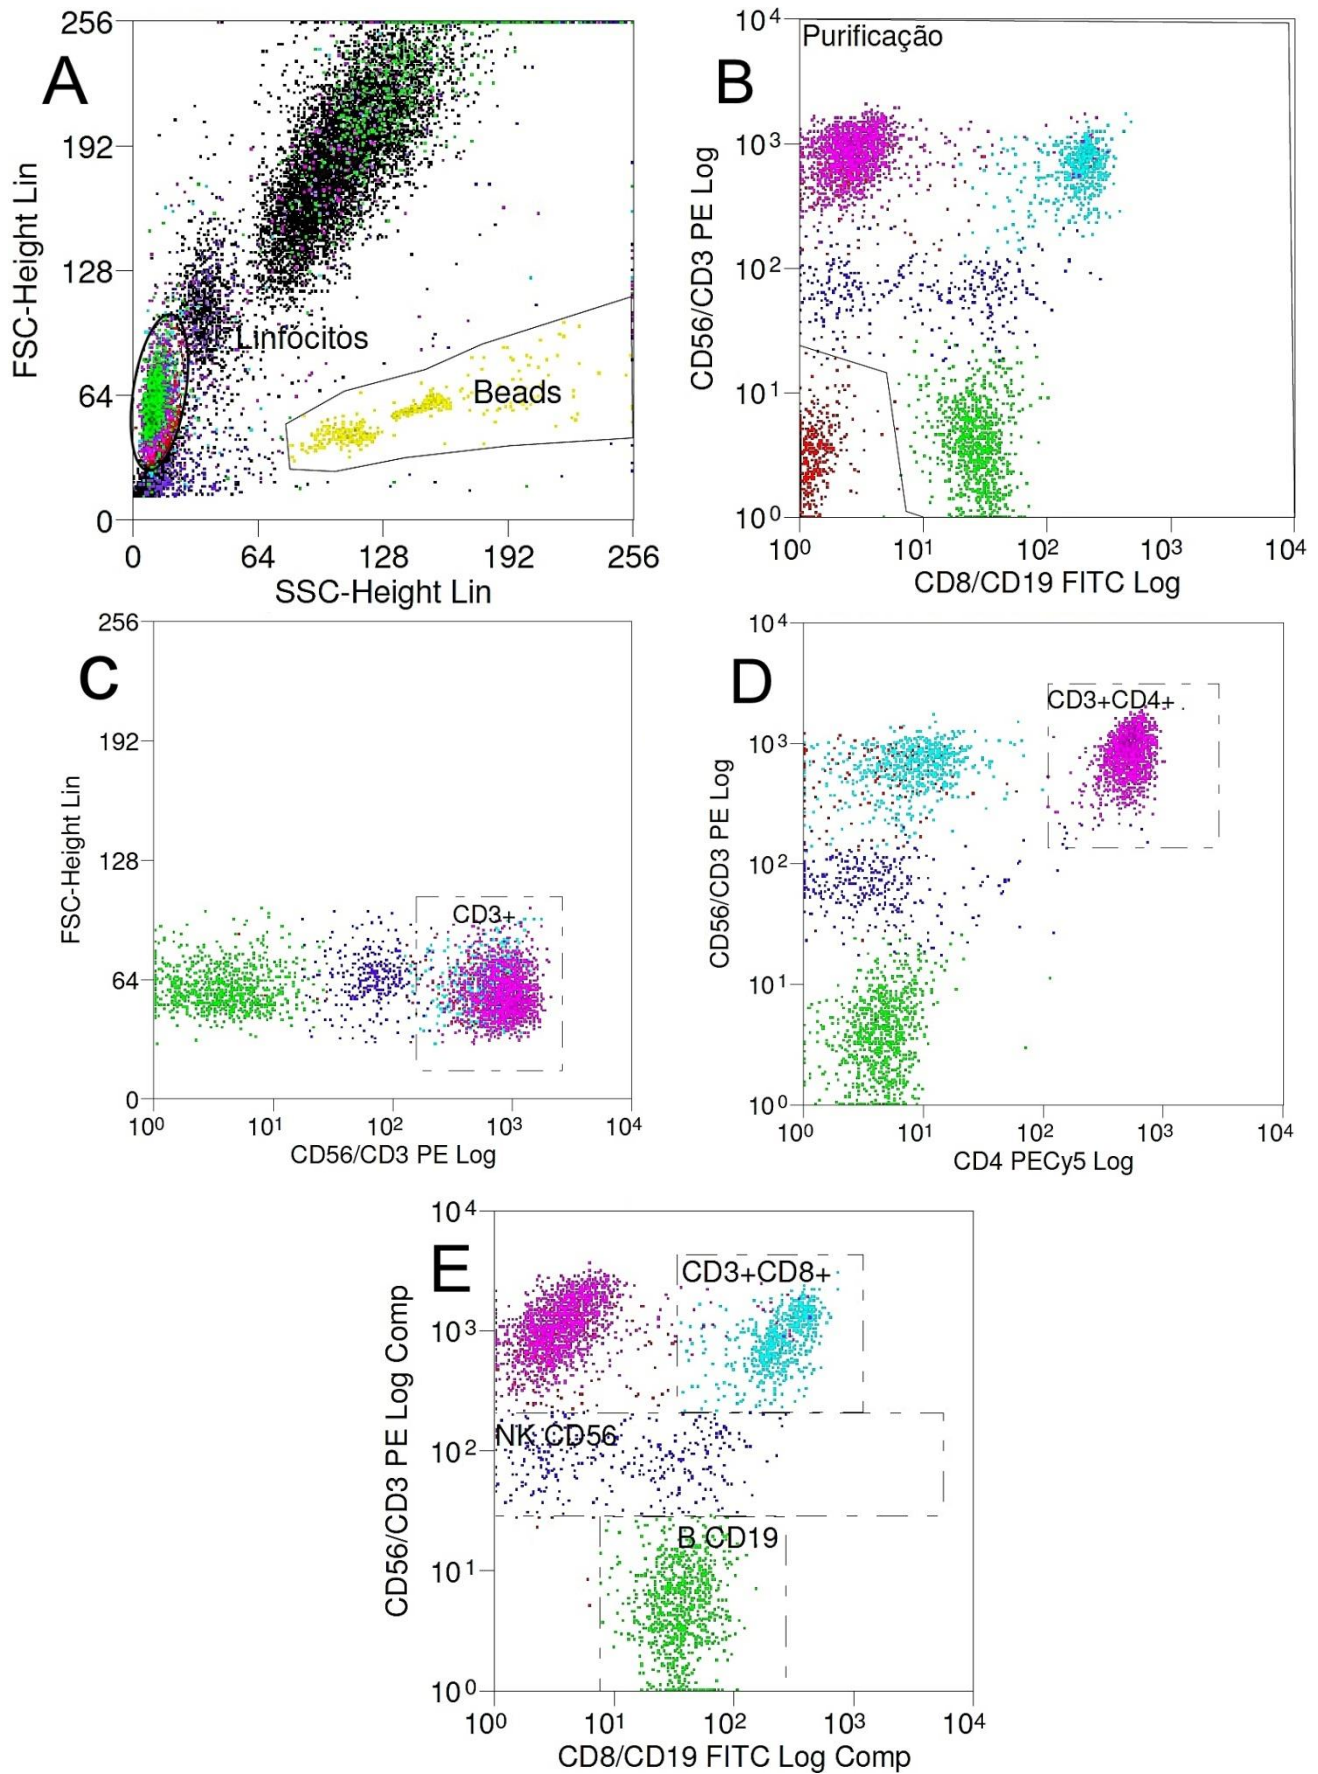 A
256
192
128
64
0
FSC-Height Lin
Linfócitos
Beads
0 64 128 192 256
SSC-Height Lin
B
10⁴
10³
10²
10¹
10⁰
CD56/CD3 PE Log
Purificação
10⁰ 10¹ 10² 10³ 10⁴
CD8/CD19 FITC Log
C
256
192
128
64
0
FSC-Height Lin
CD3+
10⁰ 10¹ 10² 10³ 10⁴
CD56/CD3 PE Log
D
10⁴
10³
10²
10¹
10⁰
CD56/CD3 PE Log
CD3+CD4+
10⁰ 10¹ 10² 10³ 10⁴
CD4 PECy5 Log
E
10⁴
10³
10²
10¹
10⁰
CD56/CD3 PE Log Comp
CD3+CD8+
NK CD56
B CD19
10⁰ 10¹ 10² 10³ 10⁴
CD8/CD19 FITC Log Comp